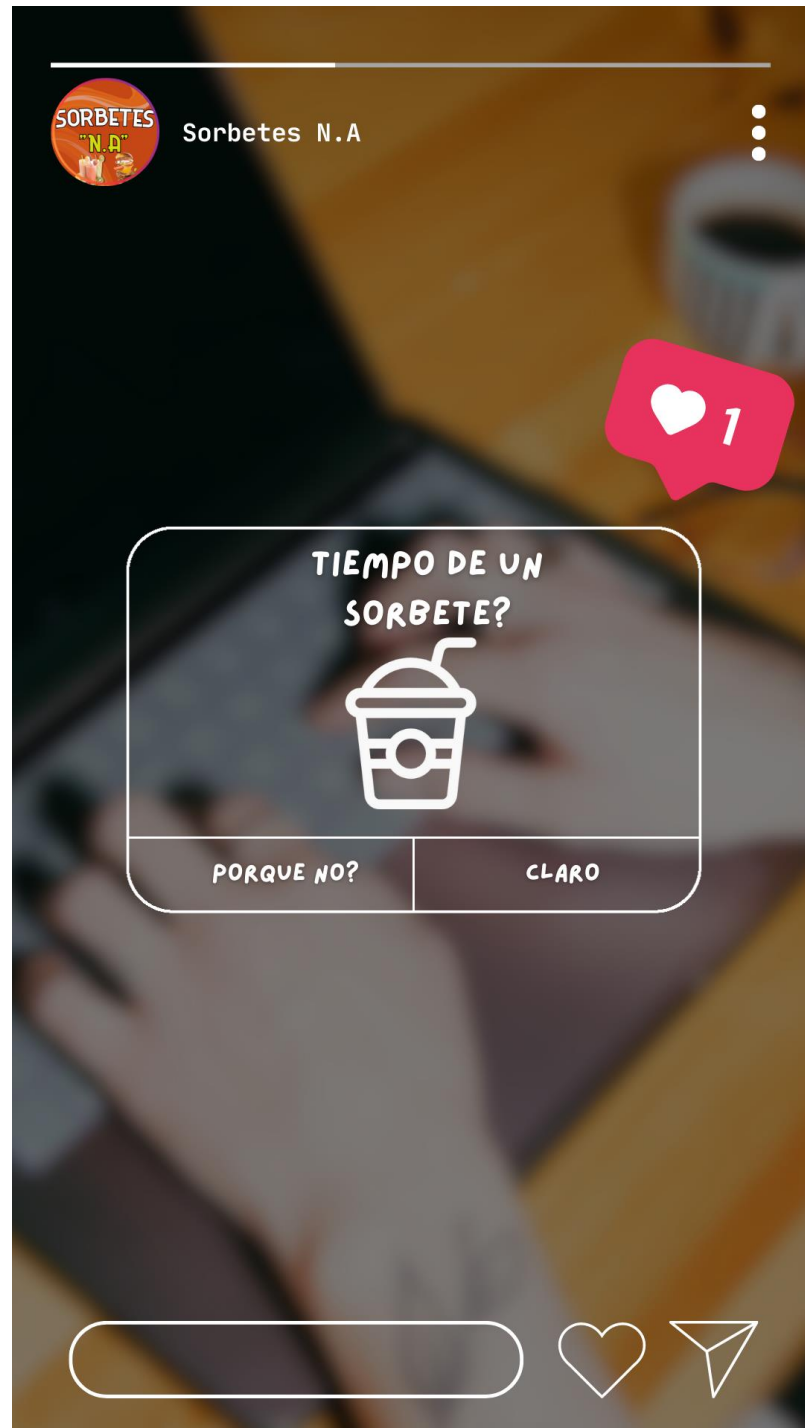 SORBETES
"N.A"
Sorbetes N.A
1
TIEMPO DE UN
SORBETE?
PORQUE NO?
CLARO